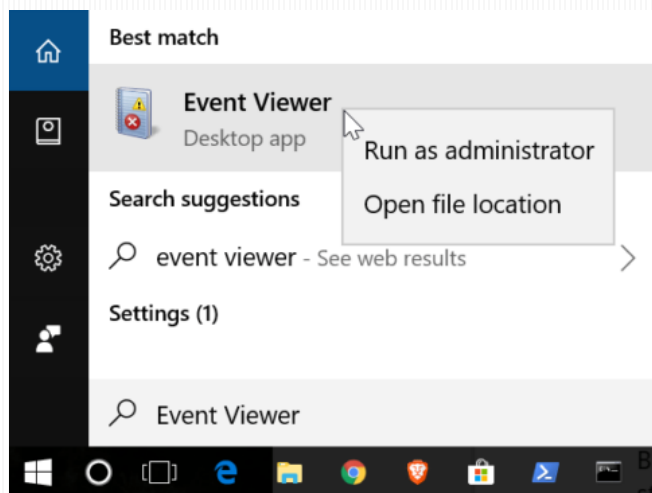 Best match
Event Viewer
Desktop app
Run as administrator
Open file location
Search suggestions
event viewer - See web results
Settings (1)
Event Viewer